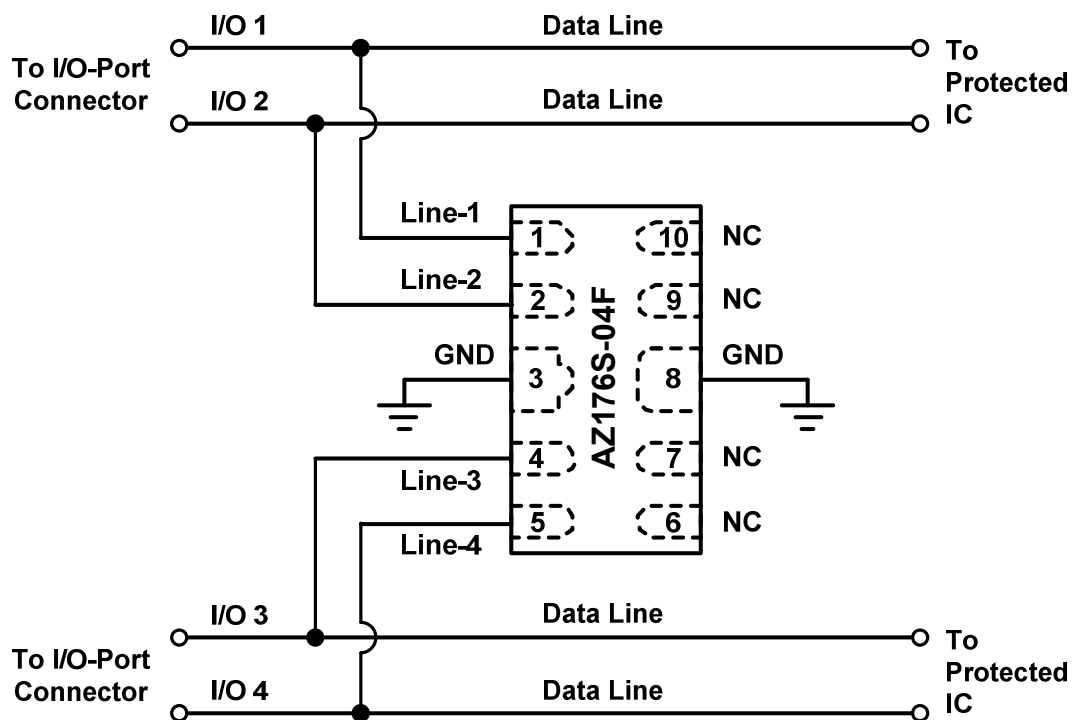 I/O 1
Data Line
To I/O-Port
Connector
To
Protected
IC
I/O 2
Data Line
Line-1
1
10
NC
Line-2
2
9
NC
GND
3
8
GND
AZ176S-04F
4
7
NC
Line-3
5
6
NC
Line-4
I/O 3
Data Line
To I/O-Port
Connector
To
Protected
IC
I/O 4
Data Line